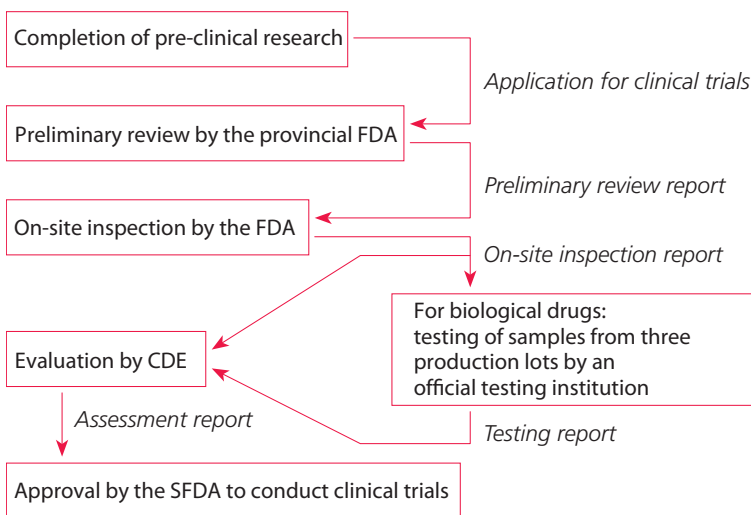 Completion of pre-clinical research
Application for clinical trials
Preliminary review by the provincial FDA
Preliminary review report
On-site inspection by the FDA
On-site inspection report
For biological drugs:
testing of samples from three
production lots by an
official testing institution
Evaluation by CDE
Assessment report
Testing report
Approval by the SFDA to conduct clinical trials